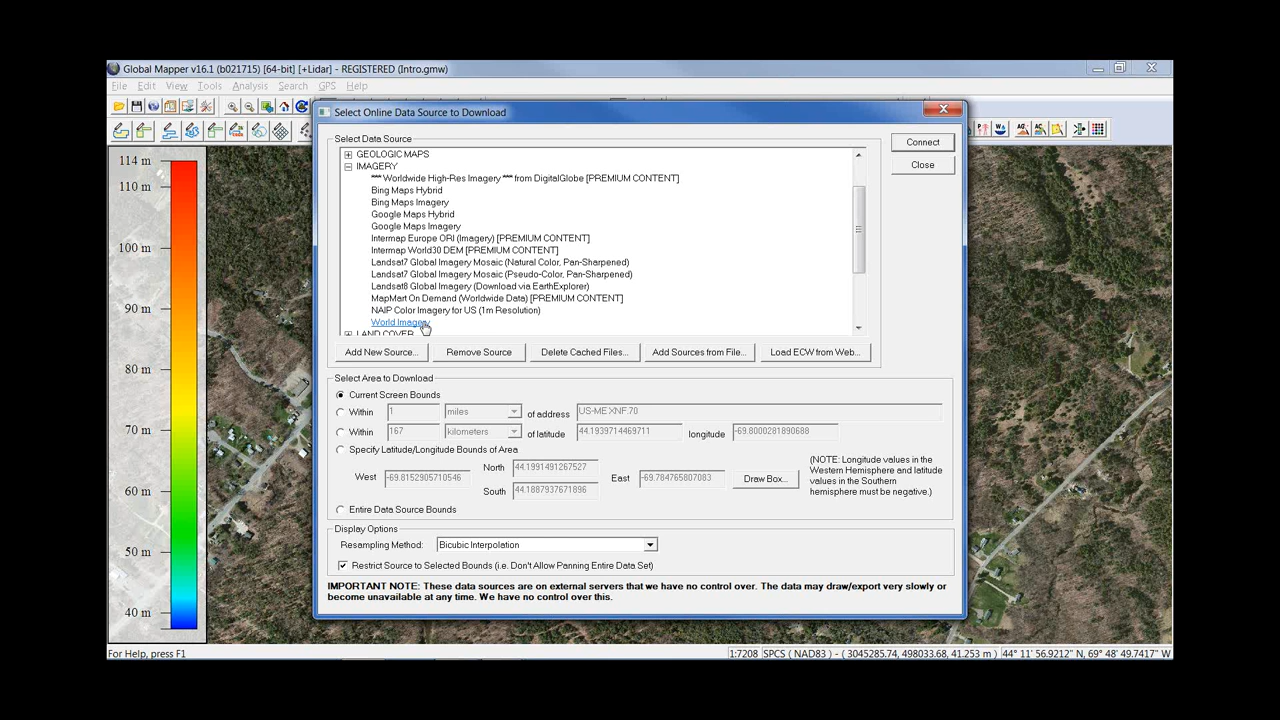 Global Mapper v16.1 (b021715) [64-bit] [+Lidar] - REGISTERED (Intro.gmw)
File Edit View Tools Analysis Search GPS Help
Select Online Data Source to Download
Select Data Source
Connect
Close
GEOLOGIC MAPS
IMAGERY
*** Worldwide High-Res Imagery *** from DigitalGlobe [PREMIUM CONTENT]
Bing Maps Hybrid
Bing Maps Imagery
Google Maps Hybrid
Google Maps Imagery
Intermap Europe ORI (Imagery) [PREMIUM CONTENT]
Intermap World30 DEM [PREMIUM CONTENT]
Landsat7 Global Imagery Mosaic (Natural Color, Pan-Sharpened)
Landsat7 Global Imagery Mosaic (Pseudo-Color, Pan-Sharpened)
Landsat8 Global Imagery (Download via EarthExplorer)
MapMart On Demand (Worldwide Data) [PREMIUM CONTENT]
NAIP Color Imagery for US (1m Resolution)
World Imagery
LAND COVER
Add New Source... Remove Source Delete Cached Files... Add Sources from File... Load ECW from Web...
Select Area to Download
Current Screen Bounds
Within 1 miles of address US-ME XNF.70
Within 167 kilometers of latitude 44.1939714469711 longitude -69.8000281890688
Specify Latitude/Longitude Bounds of Area
North 44.1991491267527
West -69.8152905710546 East -69.784765807083 Draw Box...
South 44.1887937671896
(NOTE: Longitude values in the
Western Hemisphere and latitude
values in the Southern
hemisphere must be negative.)
Entire Data Source Bounds
Display Options
Resampling Method: Bicubic Interpolation
Restrict Source to Selected Bounds (i.e. Don't Allow Panning Entire Data Set)
IMPORTANT NOTE: These data sources are on external servers that we have no control over. The data may draw/export very slowly or
become unavailable at any time. We have no control over this.
114 m
110 m
100 m
90 m
80 m
70 m
60 m
50 m
40 m
For Help, press F1
1:7208 SPCS ( NAD83) - ( 3045285.74, 498033.68, 41.253 m ) 44° 11' 56.9212" N, 69° 48' 49.7417" W